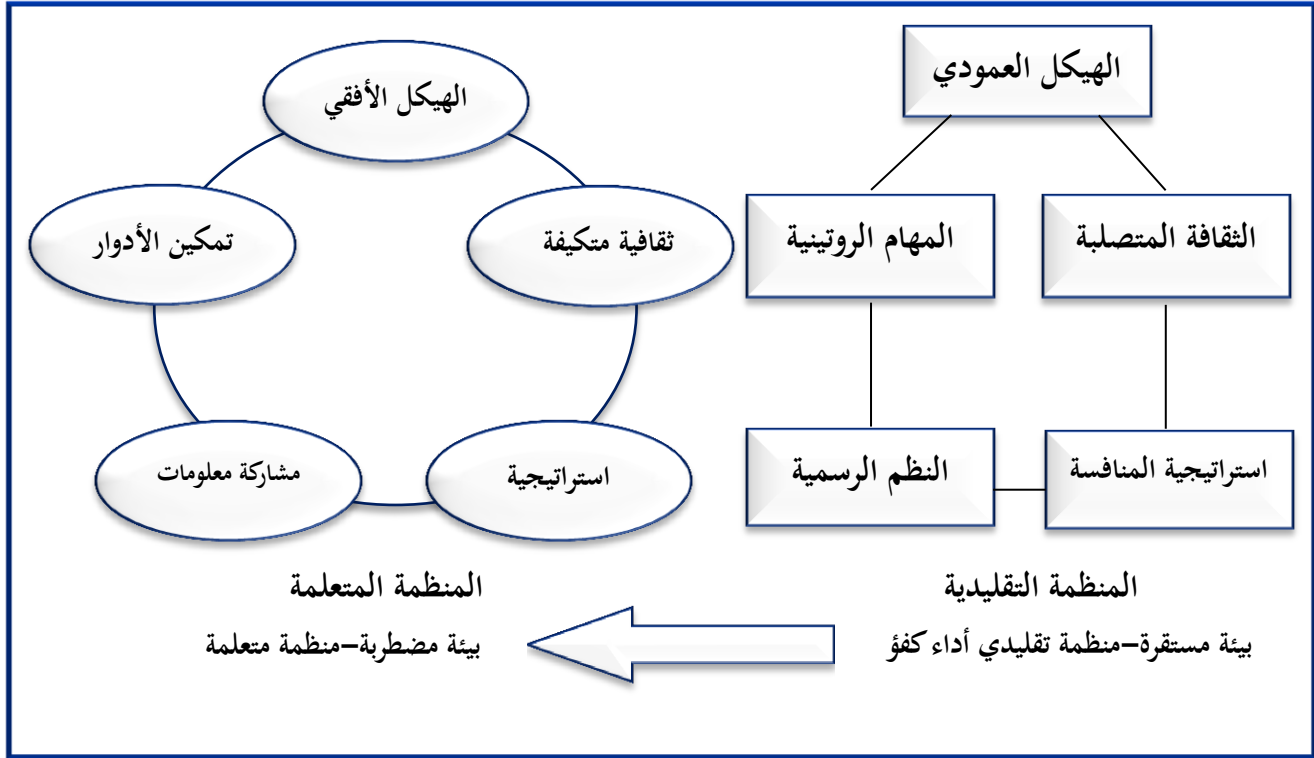 الهيكل العمودي
الثقافة المتصلبة
المهام الروتينية
استراتيجية المنافسة
النظم الرسمية
الهيكل الأفقي
ثقافية متكيفة
تمكين الأدوار
استراتيجية
مشاركة معلومات
المنظمة التقليدية
بيئة مستقرة–منظمة تقليدي أداء كفؤ
المنظمة المتعلمة
بيئة مضطربة–منظمة متعلمة